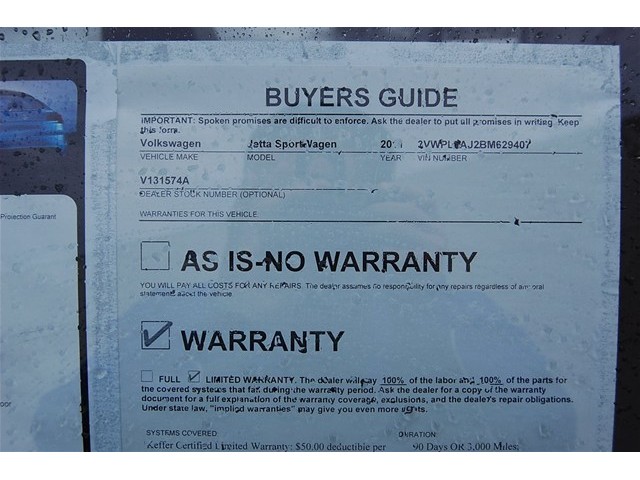 BUYERS GUIDE
IMPORTANT: Spoken promises are difficult to enforce. Ask the dealer to put all promises in writing. Keep
this form.
Volkswagen Jetta SportWagen
VEHICLE MAKE MODEL YEAR VIN NUMBER
V131574A
DEALER STOCK NUMBER (OPTIONAL)
Projection Guarant
WARRANTIES FOR THIS VEHICLE
AS IS-NO WARRANTY
YOU WILL PAY ALL COSTS FOR ANY REPAIRS. The dealer assumes no responsibility for any repairs regardless of any oral
statements about the vehicle.
WARRANTY
FULL LIMITED WARRANTY. The dealer will pay 100% of the labor and 100% of the parts for
the covered systems that fail during the warranty period. Ask the dealer for a copy of the warranty
document for a full explanation of the warranty coverage, exclusions, and the dealer's repair obligations.
Under state law, "implied warranties" may give you even more rights.
SYSTEMS COVERED DURATION:
Keffer Certified Limited Warranty: $50.00 deductible per 90 Days OR 3,000 Miles;